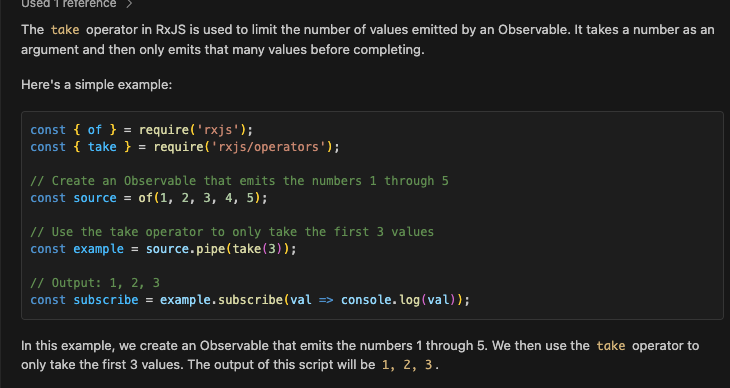 Used 1 reference >
The take operator in RxJS is used to limit the number of values emitted by an Observable. It takes a number as an
argument and then only emits that many values before completing.
Here's a simple example:
const { of } = require('rxjs');
const { take } = require('rxjs/operators');
// Create an Observable that emits the numbers 1 through 5
const source = of(1, 2, 3, 4, 5);
// Use the take operator to only take the first 3 values
const example = source.pipe(take(3));
// Output: 1, 2, 3
const subscribe = example.subscribe(val => console.log(val));
In this example, we create an Observable that emits the numbers 1 through 5. We then use the take operator to
only take the first 3 values. The output of this script will be 1, 2, 3.